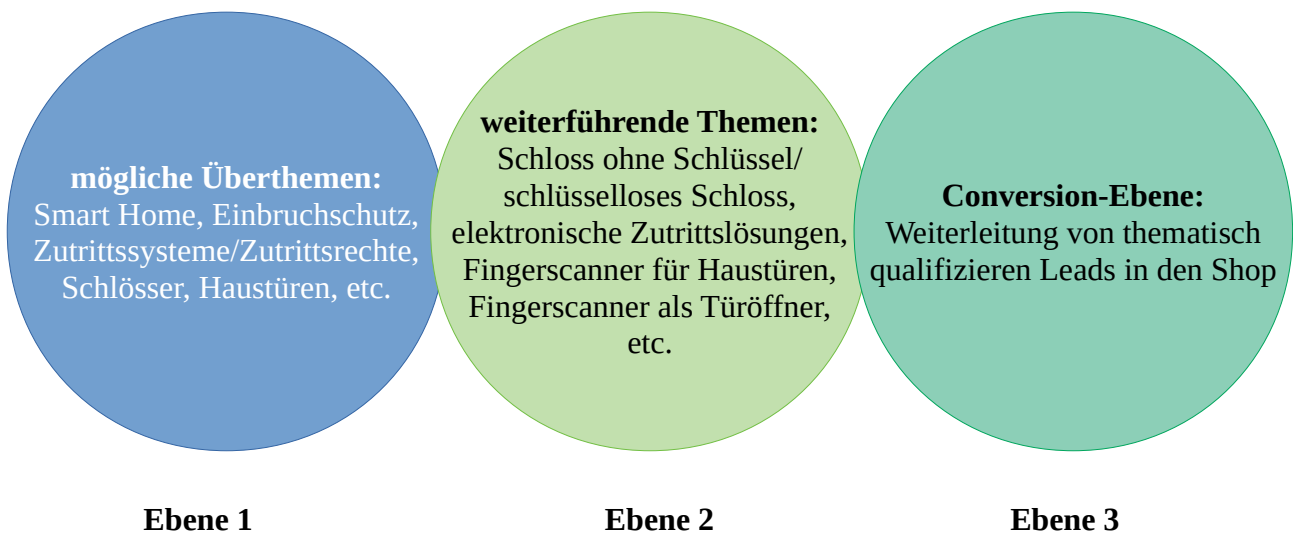 mögliche Überthemen:
Smart Home, Einbruchschutz,
Zutrittssysteme/Zutrittsrechte,
Schlösser, Haustüren, etc.
weiterführende Themen:
Schloss ohne Schlüssel/
schlüsselloses Schloss,
elektronische Zutrittslösungen,
Fingerscanner für Haustüren,
Fingerscanner als Türöffner,
etc.
Conversion-Ebene:
Weiterleitung von thematisch
qualifizieren Leads in den Shop
Ebene 1
Ebene 2
Ebene 3